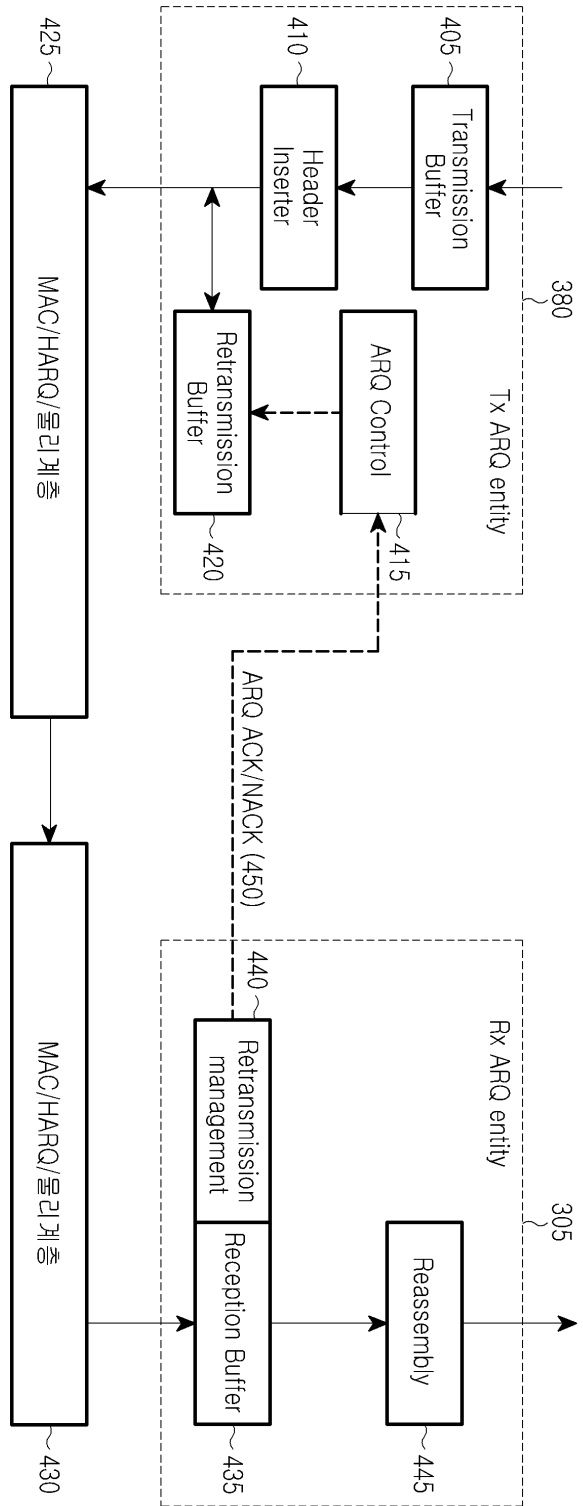 380
Tx ARQ entity
405
Transmission
Buffer
410
Header
Inserter
ARQ Control
415
Retransmission
Buffer
420
425
MAC/HARQ/물리계층
ARQ ACK/NACK (450)
305
Rx ARQ entity
Reassembly
445
440
Retransmission
management
Reception Buffer
435
MAC/HARQ/물리계층
430